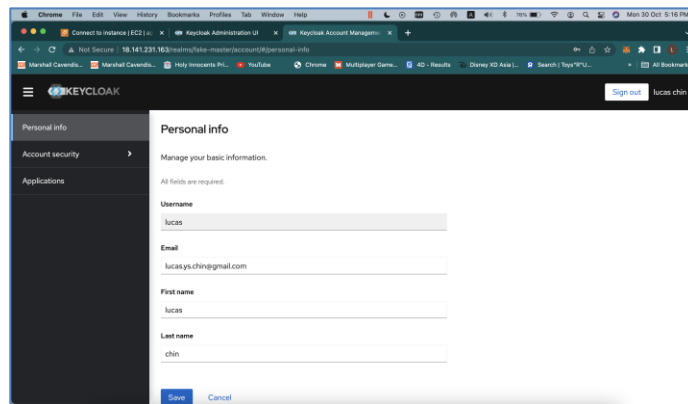 Chrome File Edit View History Bookmarks Profiles Tab Window Help Mon 30 Oct 5:16 PM
Connect to instance | EC2 | ap Keycloak Administration UI Keycloak Account Manageme
Not Secure | 18.141.231.163/realms/fake-master/account/#/personal-info
Marshall Cavendis... Marshall Cavendis... Holy Innocents Pri... YouTube Chrome Multiplayer Game... 4D - Results Disney XD Asia |... Search | Toys"R"U... » All Bookmark
KEYCLOAK Sign out lucas chin
Personal info
Account security
Applications
Personal info
Manage your basic information.
All fields are required.
Username
lucas
Email
lucas.ys.chin@gmail.com
First name
lucas
Last name
chin
Save Cancel